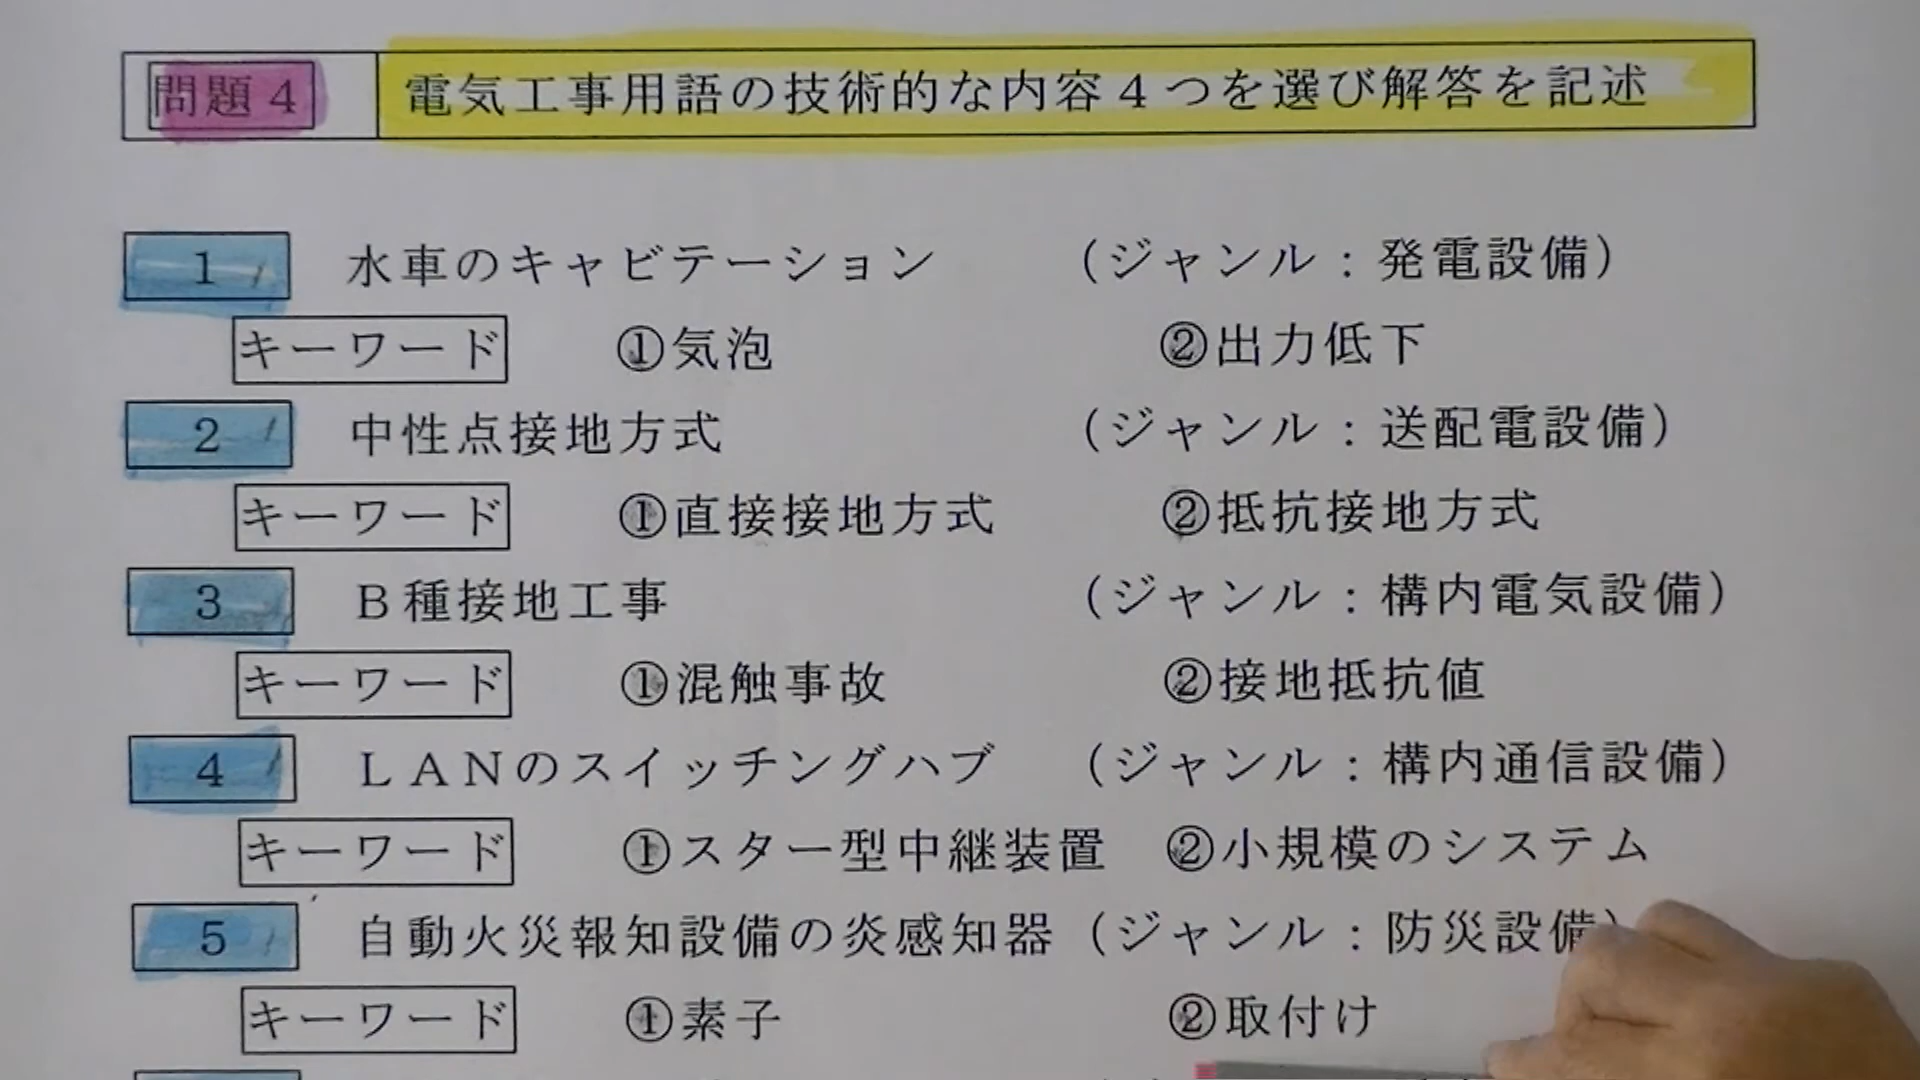 問題4 電気工事用語の技術的な内容4つを選び解答を記述
1 水車のキャビテーション (ジャンル:発電設備)
キーワード ①気泡 ②出力低下
2 中性点接地方式 (ジャンル:送配電設備)
キーワード ①直接接地方式 ②抵抗接地方式
3 B種接地工事 (ジャンル:構内電気設備)
キーワード ①混触事故 ②接地抵抗値
4 LANのスイッチングハブ (ジャンル:構内通信設備)
キーワード ①スター型中継装置 ②小規模のシステム
5 自動火災報知設備の炎感知器 (ジャンル:防災設備)
キーワード ①素子 ②取付け